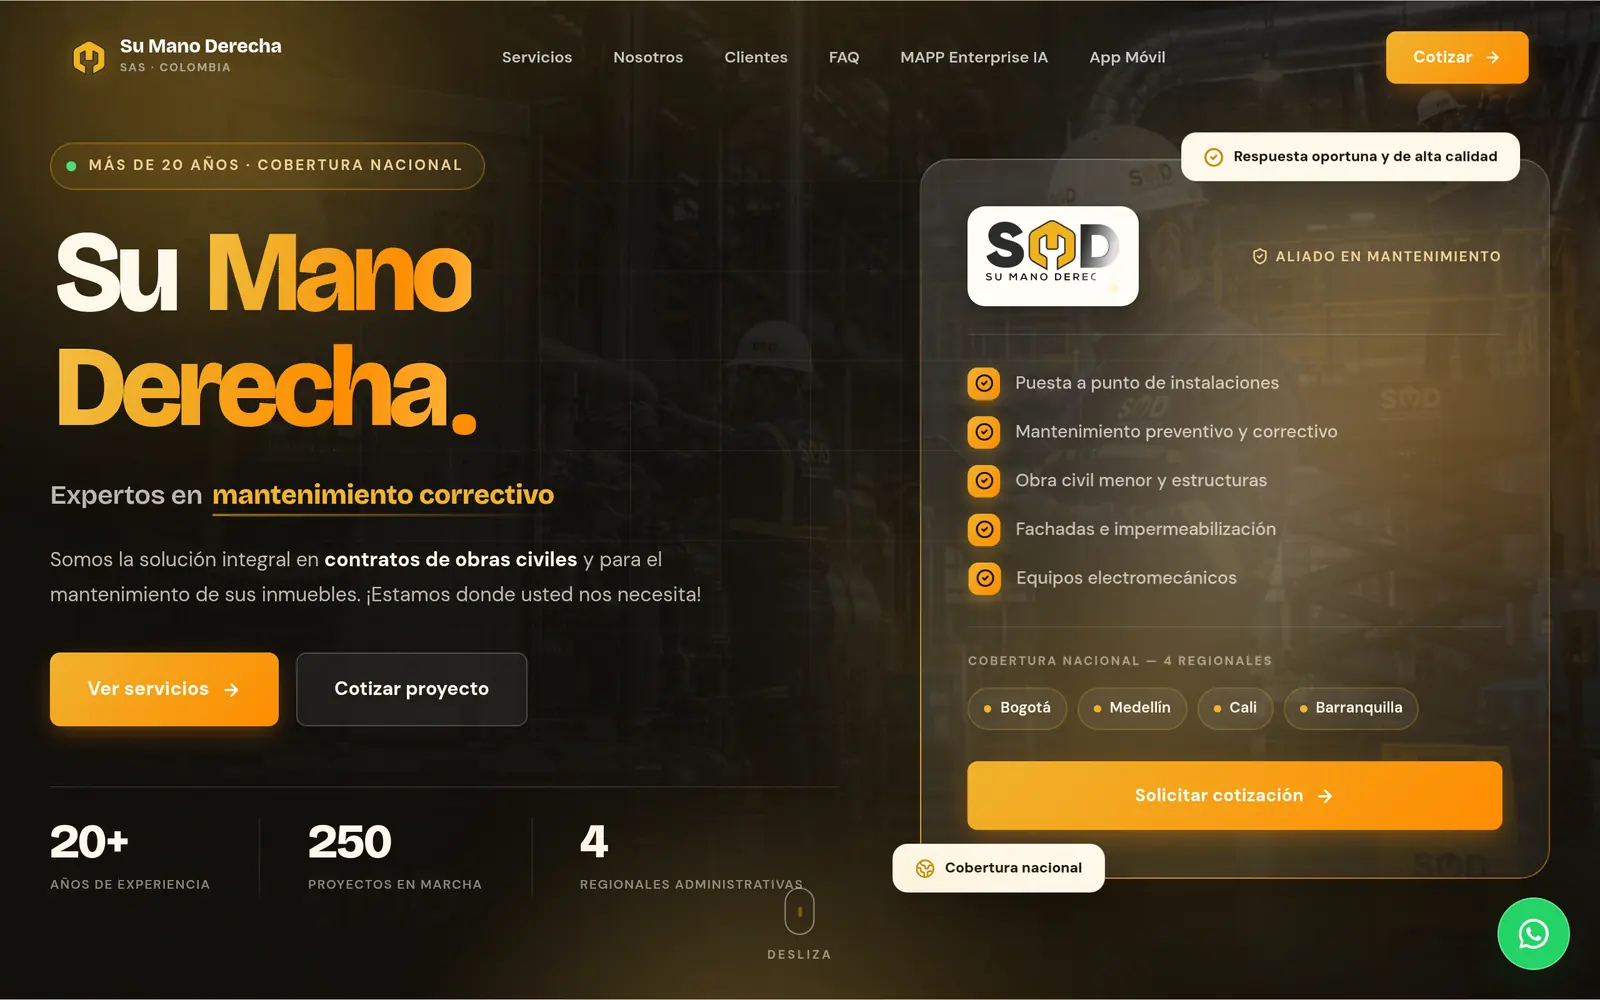 Su Mano Derecha
SAS · COLOMBIA
Servicios
Nosotros
Clientes
FAQ
MAPP Enterprise IA
App Móvil
Cotizar
MÁS DE 20 AÑOS · COBERTURA NACIONAL
Su Mano
Derecha.
Expertos en mantenimiento correctivo
Somos la solución integral en contratos de obras civiles y para el
mantenimiento de sus inmuebles. ¡Estamos donde usted nos necesita!
Ver servicios
Cotizar proyecto
20+
AÑOS DE EXPERIENCIA
250
PROYECTOS EN MARCHA
4
REGIONALES ADMINISTRATIVAS
DESLIZA
Respuesta oportuna y de alta calidad
SMD
SU MANO DEREC
ALIADO EN MANTENIMIENTO
Puesta a punto de instalaciones
Mantenimiento preventivo y correctivo
Obra civil menor y estructuras
Fachadas e impermeabilización
Equipos electromecánicos
COBERTURA NACIONAL — 4 REGIONALES
Bogotá
Medellín
Cali
Barranquilla
Solicitar cotización
Cobertura nacional